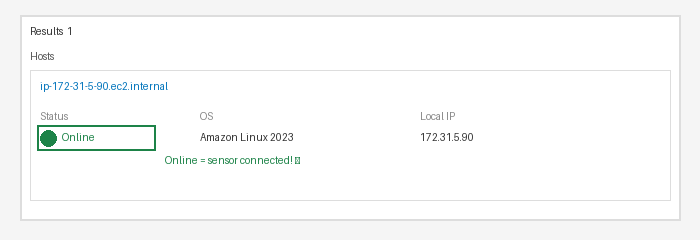 Results 1
Hosts
ip-172-31-5-90.ec2.internal
Status OS Local IP
Online Amazon Linux 2023 172.31.5.90
Online = sensor connected!